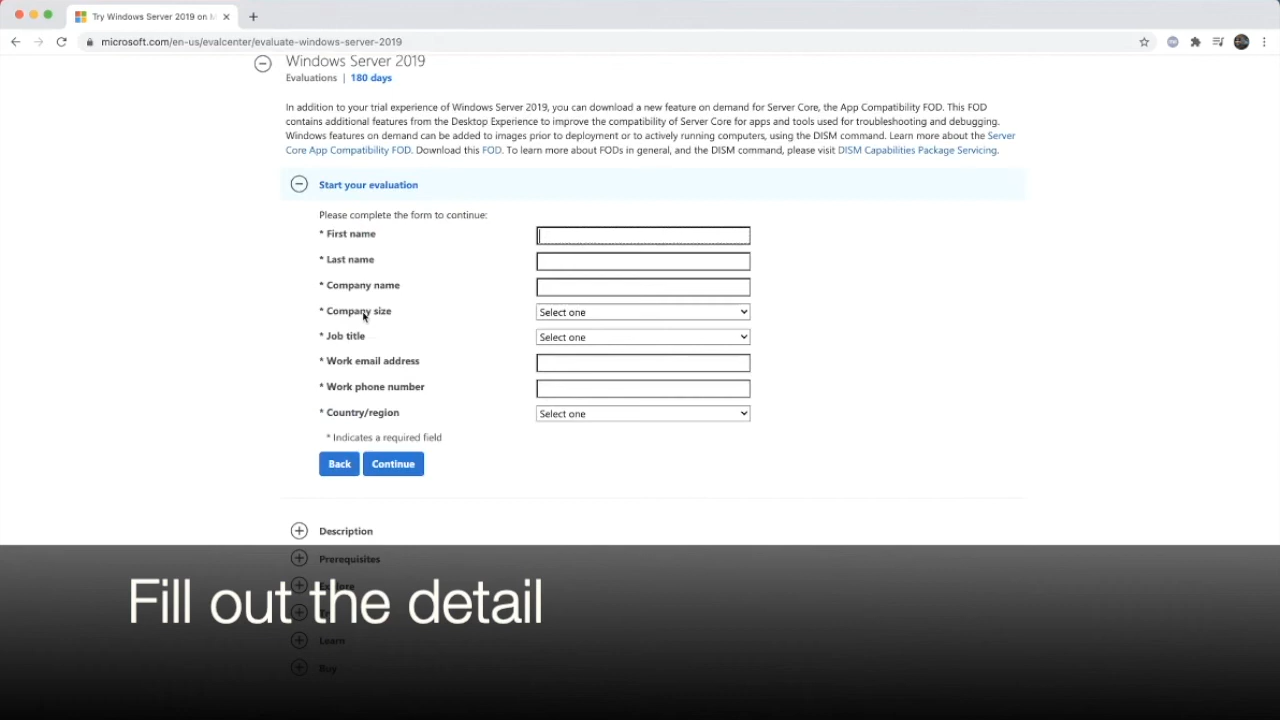 Try Windows Server 2019 on M
microsoft.com/en-us/evalcenter/evaluate-windows-server-2019
Windows Server 2019
Evaluations | 180 days
In addition to your trial experience of Windows Server 2019, you can download a new feature on demand for Server Core, the App Compatibility FOD. This FOD
contains additional features from the Desktop Experience to improve the compatibility of Server Core for apps and tools used for troubleshooting and debugging.
Windows features on demand can be added to images prior to deployment or to actively running computers, using the DISM command. Learn more about the Server
Core App Compatibility FOD. Download this FOD. To learn more about FODs in general, and the DISM command, please visit DISM Capabilities Package Servicing.
Start your evaluation
Please complete the form to continue:
* First name
* Last name
* Company name
* Company size Select one
* Job title Select one
* Work email address
* Work phone number
* Country/region Select one
* Indicates a required field
Back Continue
Description
Prerequisites
Explore
Learn
Buy
Fill out the detail